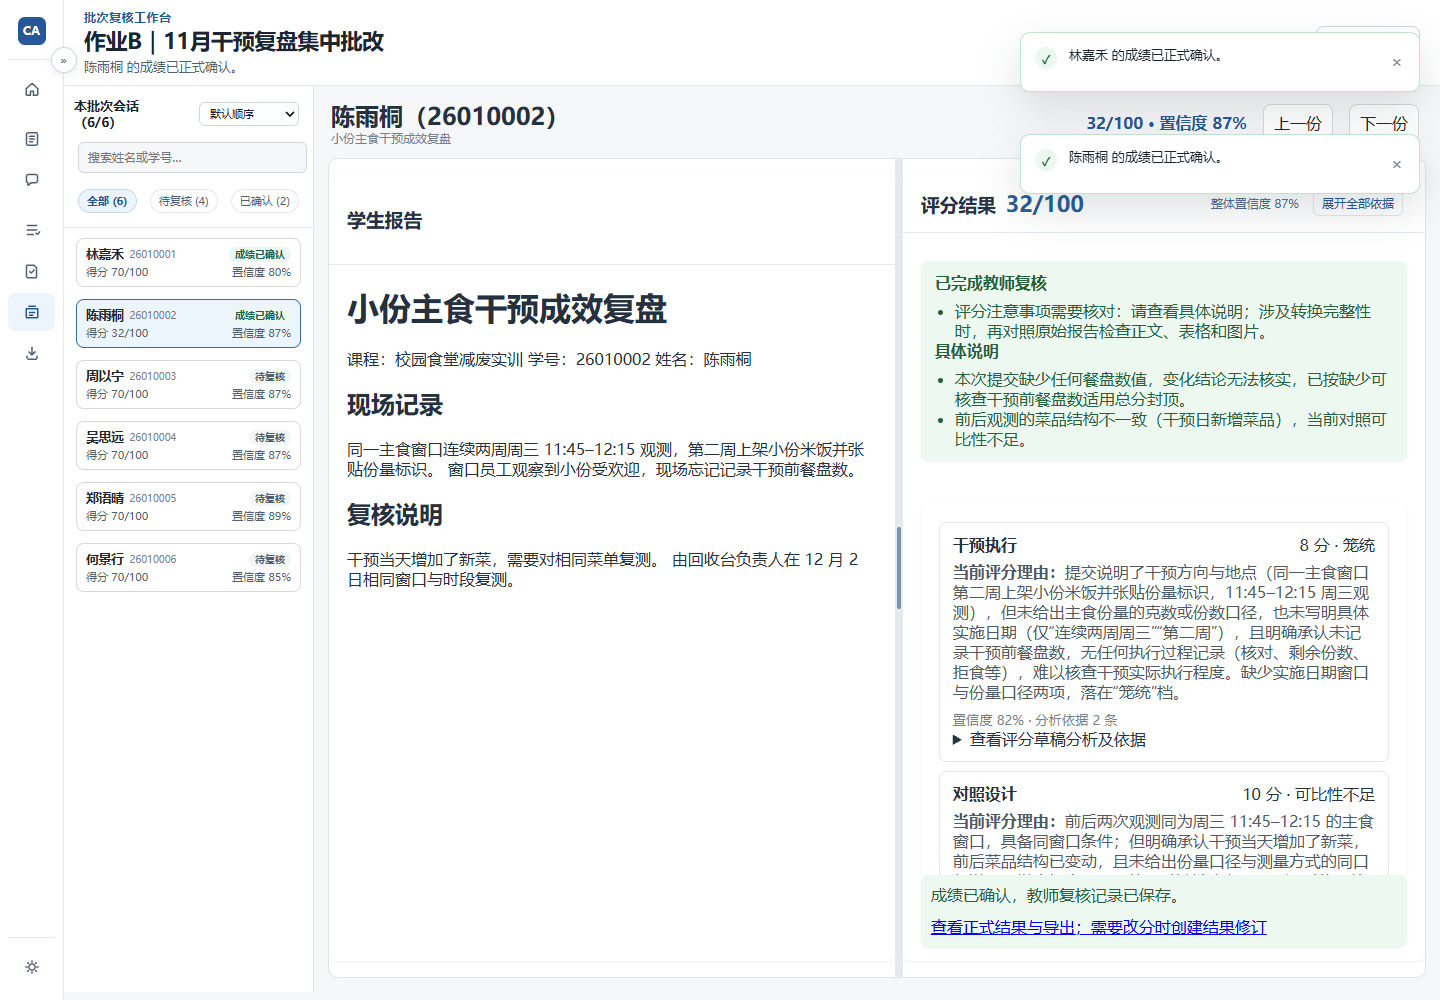 CA
»
批次复核工作台
作业B｜11月干预复盘集中批改
陈雨桐 的成绩已正式确认。
林嘉禾 的成绩已正式确认。
×
陈雨桐 的成绩已正式确认。
×
本批次会话
（6/6）
默认顺序
搜索姓名或学号...
全部 (6)
待复核 (4)
已确认 (2)
林嘉禾 26010001 成绩已确认
得分 70/100 置信度 80%
陈雨桐 26010002 成绩已确认
得分 32/100 置信度 87%
周以宁 26010003 待复核
得分 70/100 置信度 87%
吴思远 26010004 待复核
得分 70/100 置信度 87%
郑语晴 26010005 待复核
得分 70/100 置信度 89%
何景行 26010006 待复核
得分 70/100 置信度 85%
陈雨桐（26010002）
小份主食干预成效复盘
32/100 • 置信度 87%
上一份
下一份
学生报告
小份主食干预成效复盘
课程：校园食堂减废实训 学号：26010002 姓名：陈雨桐
现场记录
同一主食窗口连续两周周三 11:45–12:15 观测，第二周上架小份米饭并张
贴份量标识。 窗口员工观察到小份受欢迎，现场忘记记录干预前餐盘数。
复核说明
干预当天增加了新菜，需要对相同菜单复测。 由回收台负责人在 12 月 2
日相同窗口与时段复测。
评分结果 32/100
整体置信度 87%
展开全部依据
已完成教师复核
• 评分注意事项需要核对：请查看具体说明；涉及转换完整性
时，再对照原始报告检查正文、表格和图片。
具体说明
• 本次提交缺少任何餐盘数值，变化结论无法核实，已按缺少可
核查干预前餐盘数适用总分封顶。
• 前后观测的菜品结构不一致（干预日新增菜品），当前对照可
比性不足。
干预执行
8 分 · 笼统
当前评分理由：提交说明了干预方向与地点（同一主食窗口
第二周上架小份米饭并张贴份量标识，11:45–12:15 周三观
测），但未给出主食份量的克数或份数口径，也未写明具体
实施日期（仅“连续两周周三”“第二周”），且明确承认未记
录干预前餐盘数，无任何执行过程记录（核对、剩余份数、
拒食等），难以核查干预实际执行程度。缺少实施日期窗口
与份量口径两项，落在“笼统”档。
置信度 82% · 分析依据 2 条
▶ 查看评分草稿分析及依据
对照设计
10 分 · 可比性不足
当前评分理由：前后两次观测同为周三 11:45–12:15 的主食
窗口，具备同窗口条件；但明确承认干预当天增加了新菜，
前后菜品结构已变动，且未给出份量口径与测量方式的同口
成绩已确认，教师复核记录已保存。
查看正式结果与导出；需要改分时创建结果修订